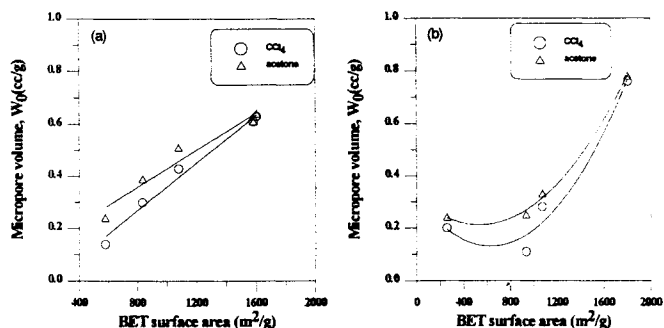 (a)
CCl4
acetone
Micropore volume, W0(cc/g)
1.0
0.8
0.6
0.4
0.2
0.0
400 800 1200 1600 2000
BET surface area (m2/g)
(b)
CCl4
acetone
Micropore volume, W0(cc/g)
1.0
0.8
0.6
0.4
0.2
0.0
0 400 800 1200 1600 2000
BET surface area (m2/g)